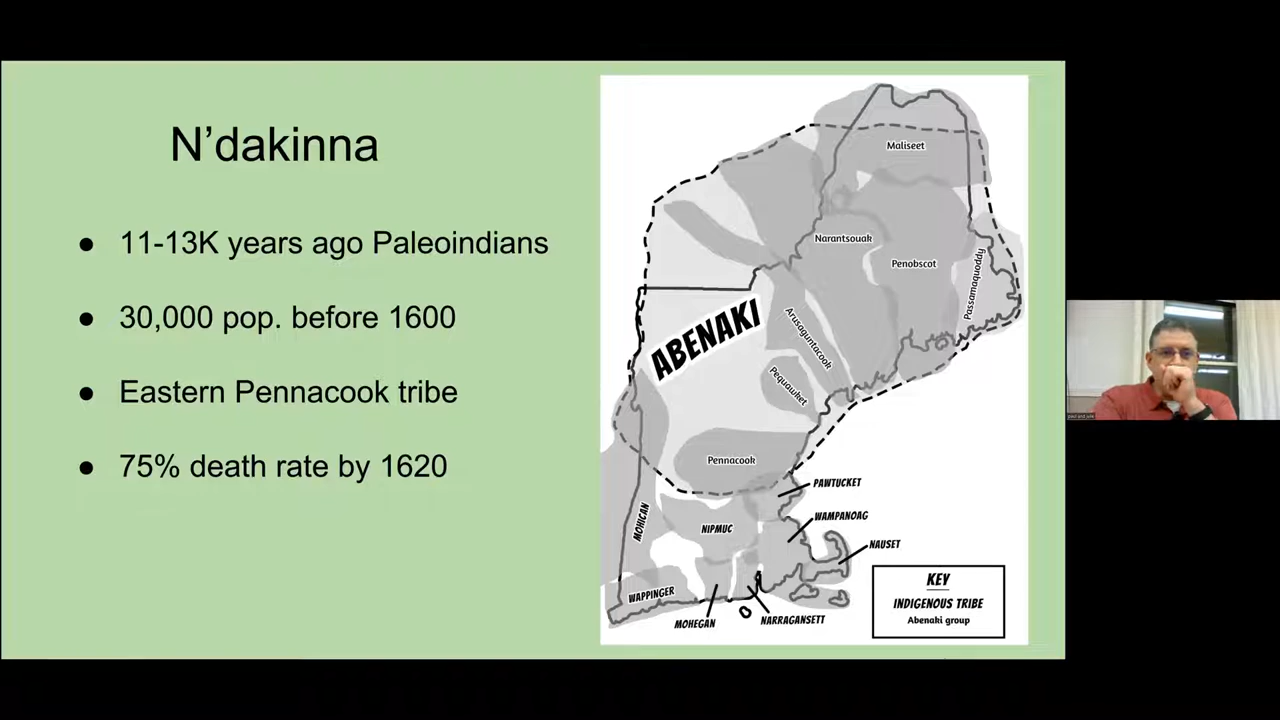 N'dakinna
● 11-13K years ago Paleoindians
● 30,000 pop. before 1600
● Eastern Pennacook tribe
● 75% death rate by 1620
Maliseet
Narantsouak
Penobscot
Passamaquoddy
ABENAKI
Arusaguntacook
Pequawket
Pennacook
PAWTUCKET
WAMPANOAG
NAUSET
MOHICAN
NIPMUC
WAPPINGER
MOHEGAN
NARRAGANSETT
KEY
INDIGENOUS TRIBE
Abenaki group